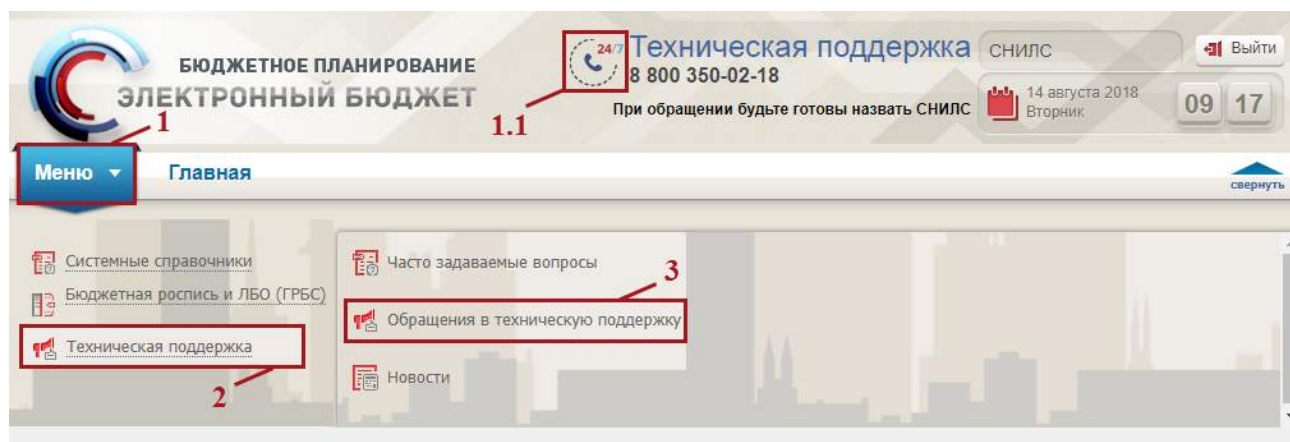 БЮДЖЕТНОЕ ПЛАНИРОВАНИЕ
ЭЛЕКТРОННЫЙ БЮДЖЕТ
24/7
Техническая поддержка
8 800 350-02-18
При обращении будьте готовы назвать СНИЛС
СНИЛС
Выйти
14 августа 2018
Вторник
09 17
1
1.1
Меню
Главная
свернуть
Системные справочники
Бюджетная роспись и ЛБО (ГРБС)
Техническая поддержка
2
Часто задаваемые вопросы
3
Обращения в техническую поддержку
Новости